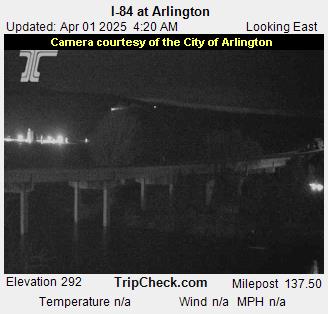 I-84 at Arlington
Updated: Apr 01 2025 4:20 AM Looking East
Camera courtesy of the City of Arlington
Elevation 292 TripCheck.com Milepost 137.50
Temperature n/a Wind n/a MPH n/a